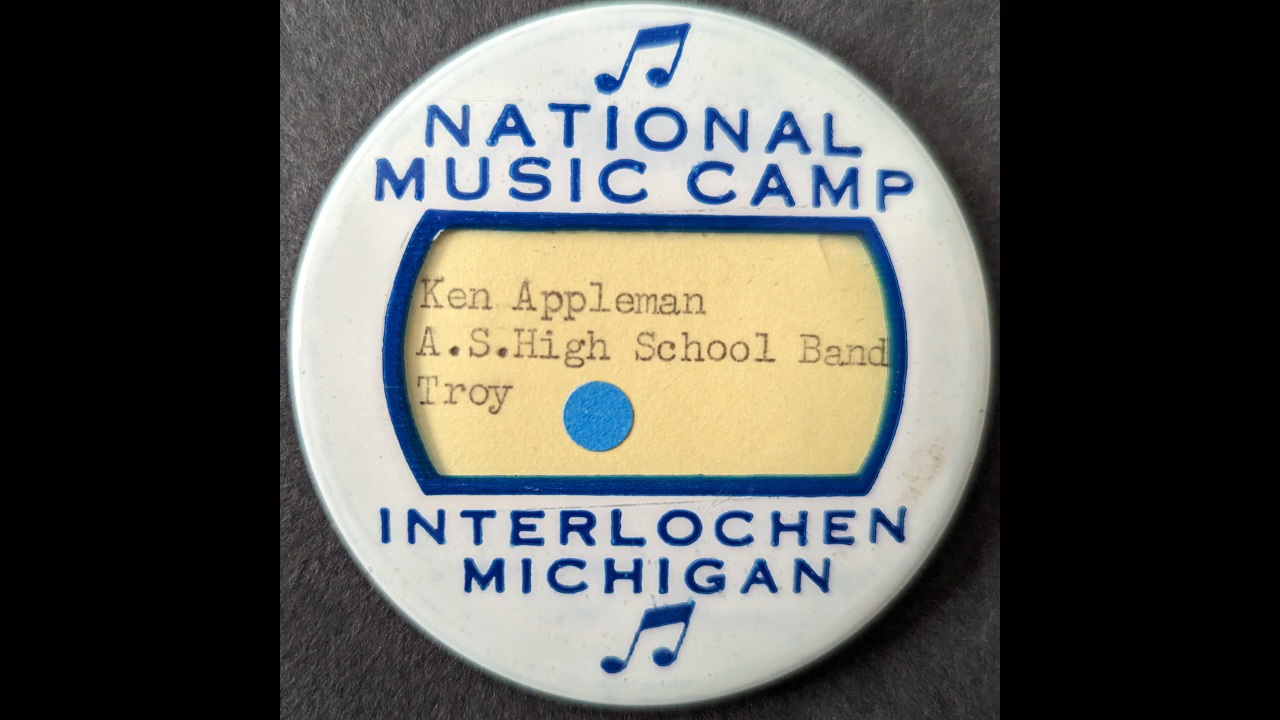 NATIONAL
MUSIC CAMP
Ken Appleman
A.S.High School Band
Troy
INTERLOCHEN
MICHIGAN